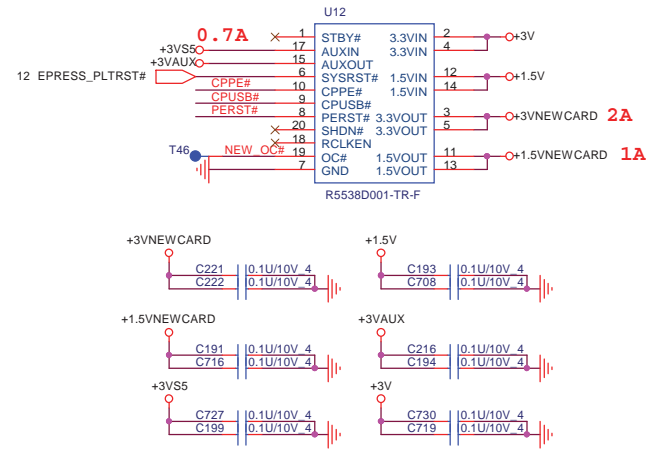 U12
0.7A
1 STBY# 3.3VIN 2 +3V
+3VS5 17 AUXIN 3.3VIN 4
+3VAUX 15 AUXOUT
12 EPRESS_PLTRST# 6 SYSRST# 1.5VIN 12 +1.5V
CPPE# 10 CPPE# 1.5VIN 14
CPUSB# 9 CPUSB#
PERST# 8 PERST# 3.3VOUT 3 +3VNEWCARD 2A
20 SHDN# 3.3VOUT 5
18 RCLKEN
T46 NEW_OC# 19 OC# 1.5VOUT 11 +1.5VNEWCARD 1A
7 GND 1.5VOUT 13
R5538D001-TR-F
+3VNEWCARD +1.5V
C221 0.1U/10V_4 C193 0.1U/10V_4
C222 0.1U/10V_4 C708 0.1U/10V_4
+1.5VNEWCARD +3VAUX
C191 0.1U/10V_4 C216 0.1U/10V_4
C716 0.1U/10V_4 C194 0.1U/10V_4
+3VS5 +3V
C727 0.1U/10V_4 C730 0.1U/10V_4
C199 0.1U/10V_4 C719 0.1U/10V_4